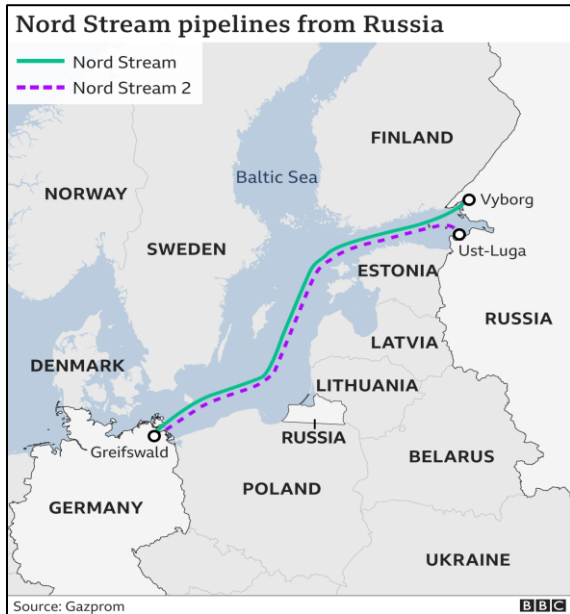 Nord Stream pipelines from Russia
Nord Stream
Nord Stream 2
FINLAND
Baltic Sea
NORWAY
Vyborg
SWEDEN
Ust-Luga
ESTONIA
RUSSIA
LATVIA
DENMARK
LITHUANIA
RUSSIA
Greifswald
BELARUS
POLAND
GERMANY
UKRAINE
Source: Gazprom
BBC